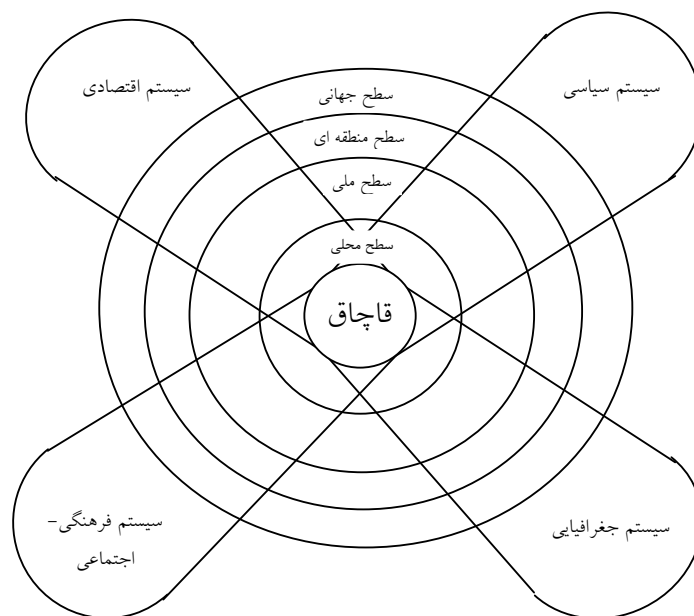 سیستم سیاسی
سیستم اقتصادی
سطح جهانی
سطح منطقه ای
سطح ملی
سطح محلی
قاچاق
سیستم جغرافیایی
سیستم فرهنگی-
اجتماعی